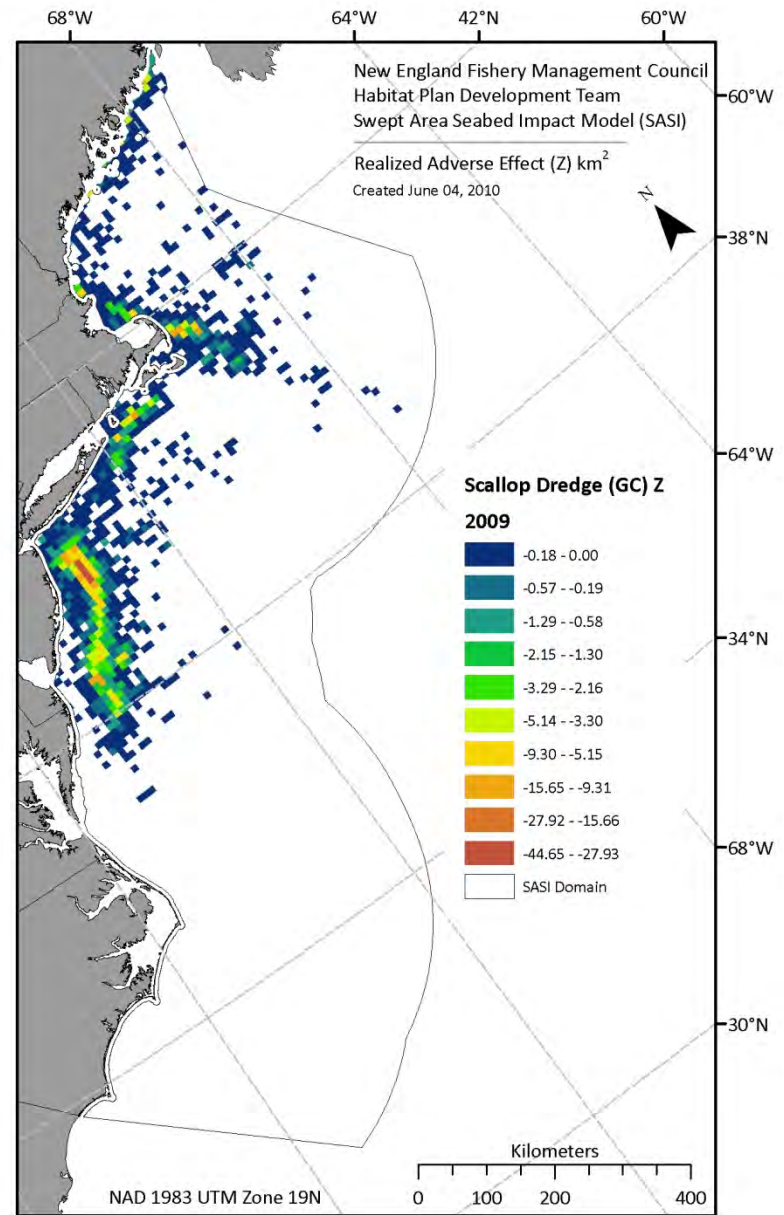 68°W 64°W 42°N 60°W
New England Fishery Management Council
Habitat Plan Development Team
Swept Area Seabed Impact Model (SASI)
Realized Adverse Effect (Z) km²
Created June 04, 2010
N
60°W
38°N
64°W
34°N
68°W
30°N
Scallop Dredge (GC) Z
2009
-0.18 - 0.00
-0.57 - -0.19
-1.29 - -0.58
-2.15 - -1.30
-3.29 - -2.16
-5.14 - -3.30
-9.30 - -5.15
-15.65 - -9.31
-27.92 - -15.66
-44.65 - -27.93
SASI Domain
Kilometers
0 100 200 300 400
NAD 1983 UTM Zone 19N